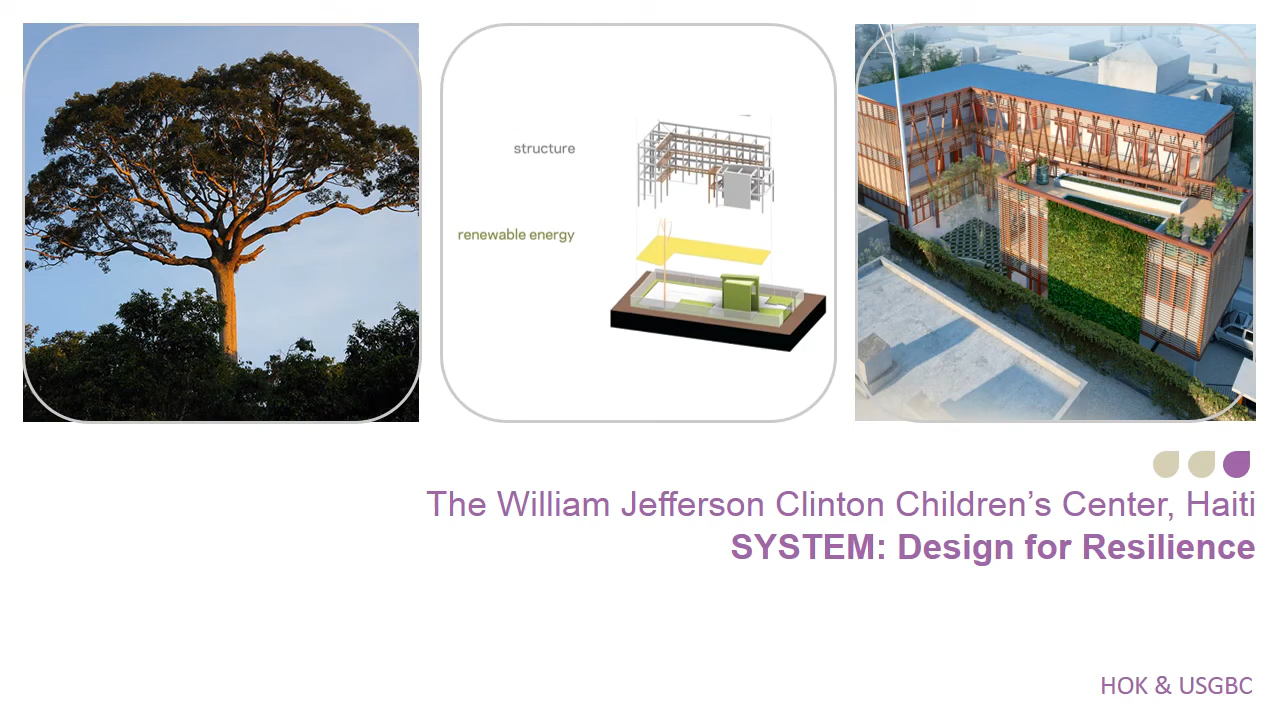 structure
renewable energy
The William Jefferson Clinton Children’s Center, Haiti
SYSTEM: Design for Resilience
HOK & USGBC